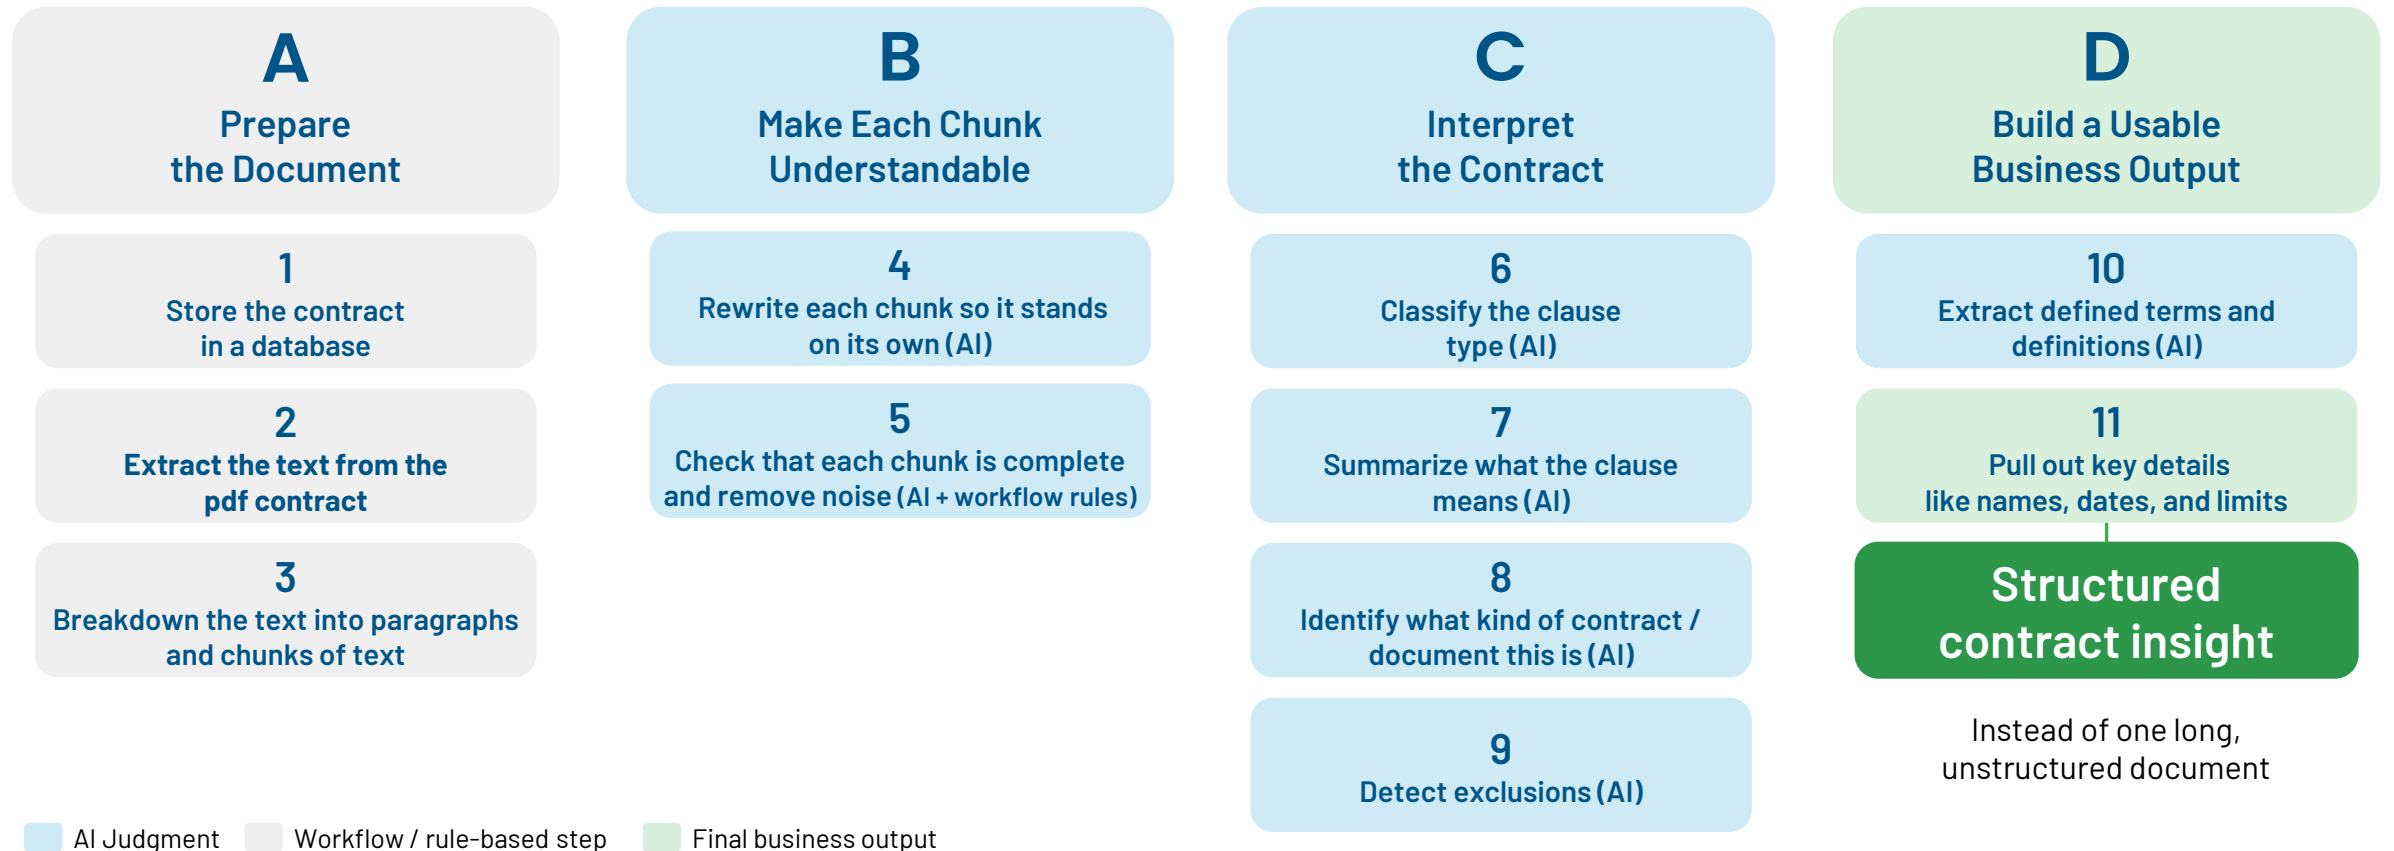 A
Prepare
the Document
1
Store the contract
in a database
2
Extract the text from the
pdf contract
3
Breakdown the text into paragraphs
and chunks of text
B
Make Each Chunk
Understandable
4
Rewrite each chunk so it stands
on its own (AI)
5
Check that each chunk is complete
and remove noise (AI + workflow rules)
C
Interpret
the Contract
6
Classify the clause
type (AI)
7
Summarize what the clause
means (AI)
8
Identify what kind of contract /
document this is (AI)
9
Detect exclusions (AI)
D
Build a Usable
Business Output
10
Extract defined terms and
definitions (AI)
11
Pull out key details
like names, dates, and limits
Structured
contract insight
Instead of one long,
unstructured document
AI Judgment
Workflow / rule-based step
Final business output